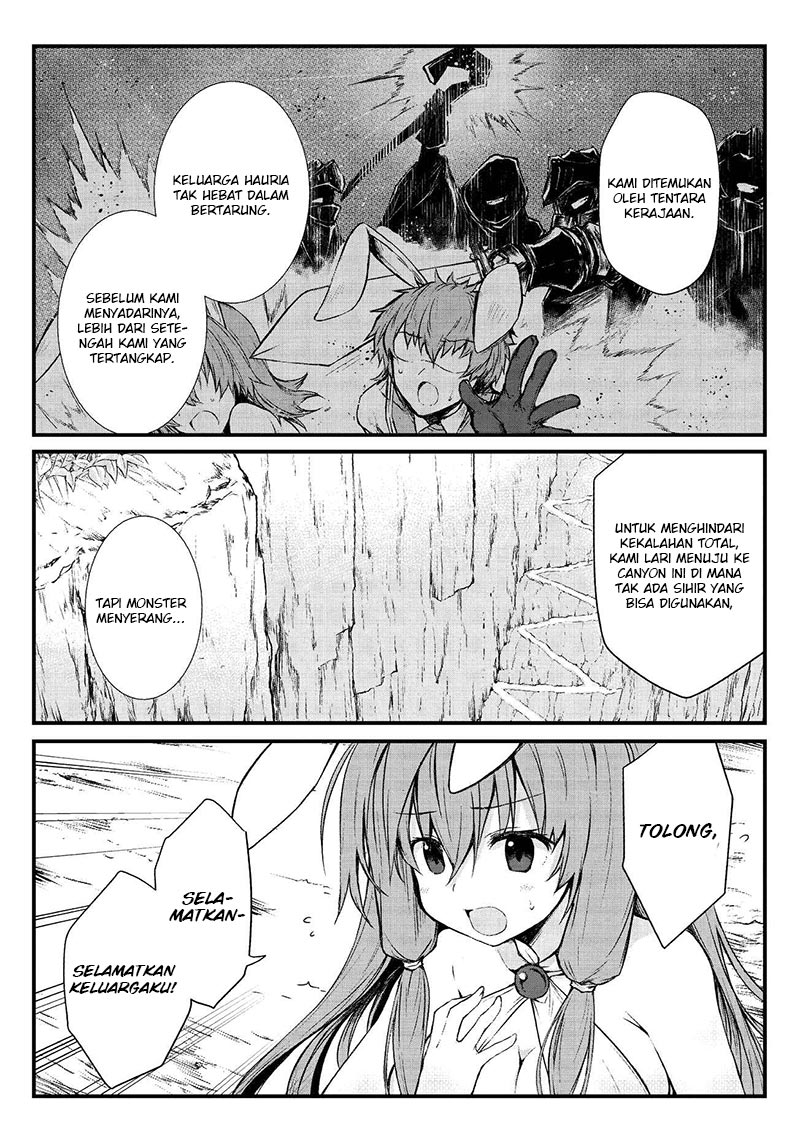 KAMI DITEMUKAN
OLEH TENTARA
KERAJAAN.
KELUARGA HAURIA
TAK HEBAT DALAM
BERTARUNG.
SEBELUM KAMI
MENYADARINYA,
LEBIH DARI SETE-
NGAH KAMI YANG
TERTANGKAP.
UNTUK MENGHINDARI
KEKALAHAN TOTAL,
KAMI LARI MENUJU KE
CANYON INI DI MANA
TAK ADA SIHIR YANG
BISA DIGUNAKAN,
TAPI MONSTER
MENYERANG...
TOLONG,
SELA-
MATKAN-
SELAMATKAN
KELUARGAKU!